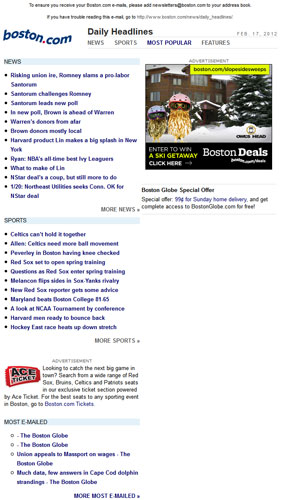 To ensure you receive your Boston.com e-mails, please add newsletters@boston.com to your address book.
If you have trouble reading this e-mail, go to http://www.boston.com/news/daily_headlines/
boston.com
Daily Headlines
FEB. 17, 2012
NEWS SPORTS MOST POPULAR FEATURES
NEWS
Risking union ire, Romney slams a pro-labor
Santorum
Santorum challenges Romney
Santorum leads new poll
In new poll, Brown is ahead of Warren
Warren's donors from afar
Brown donors mostly local
Harvard product Lin makes a big splash in New
York
Ryan: NBA's all-time best Ivy Leaguers
What to make of Lin
NStar deal's a coup, but still more to do
1/20: Northeast Utilities seeks Conn. OK for
NStar deal
MORE NEWS »
ADVERTISEMENT
boston.com/slopesidesweeps
OWLS HEAD
ENTER TO WIN
A SKI GETAWAY
CLICK HERE
Boston Deals
boston.com/deals
Boston Globe Special Offer
Special offer: 99¢ for Sunday home delivery, and get
complete access to BostonGlobe.com for free!
SPORTS
Celtics can't hold it together
Allen: Celtics need more ball movement
Peverley in Boston having knee checked
Red Sox set to open spring training
Questions as Red Sox enter spring training
Melancon flips sides in Sox-Yanks rivalry
New Red Sox reporter gets some advice
Maryland beats Boston College 81-65
A look at NCAA Tournament by conference
Harvard men ready to bounce back
Hockey East race heats up down stretch
MORE SPORTS »
ADVERTISEMENT
ACE
TICKET
Looking to catch the next big game in
town? Search from a wide range of Red
Sox, Bruins, Celtics and Patriots seats
in our exclusive ticket section powered
by Ace Ticket. For the best seats to any sporting
event in Boston, go to Boston.com Tickets.
MOST E-MAILED
- The Boston Globe
- The Boston Globe
Union appeals to Massport on wages - The
Boston Globe
Much data, few answers in Cape Cod dolphin
strandings - The Boston Globe
MORE MOST E-MAILED »